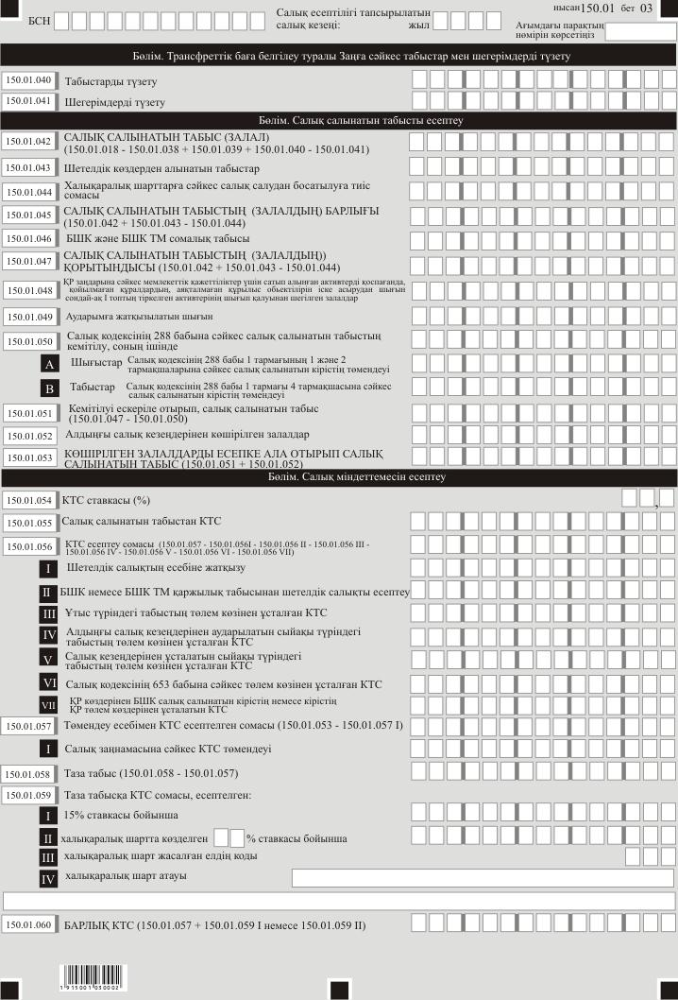 нысан 150.01 бет 03
БСН
Салық есептілігі тапсырылатын
салық кезеңі: жыл
Ағымдағы парақтың
нөмірін көрсетіңіз
Бөлім. Трансферттік баға белгілеу туралы Заңға сәйкес табыстар мен шегерімдерді түзету
150.01.040 Табыстарды түзету
150.01.041 Шегерімдерді түзету
Бөлім. Салық салынатын табысты есептеу
150.01.042 САЛЫҚ САЛЫНАТЫН ТАБЫС (ЗАЛАЛ)
(150.01.018 - 150.01.038 + 150.01.039 + 150.01.040 - 150.01.041)
150.01.043 Шетелдік көздерден алынатын табыстар
150.01.044 Халықаралық шарттарға сәйкес салық салудан босатылуға тиіс
сомасы
150.01.045 САЛЫҚ САЛЫНАТЫН ТАБЫСТЫҢ (ЗАЛАЛДЫҢ) БАРЛЫҒЫ
(150.01.042 + 150.01.043 - 150.01.044)
150.01.046 БШК және БШК ТМ сомалық табысы
150.01.047 САЛЫҚ САЛЫНАТЫН ТАБЫСТЫҢ (ЗАЛАЛДЫҢ))
ҚОРЫТЫНДЫСЫ (150.01.042 + 150.01.043 - 150.01.044)
150.01.048 ҚР заңдарына сәйкес мемлекеттік қажеттіліктер үшін сатып алынған активтерді қоспағанда,
қойылмаған құралдардын, аяқталмаған құрылыс обьектілерін іске асырудан шығын
сондай-ақ I топтың тіркелген активтерінің шығып қалуынан шегілген залалдар
150.01.049 Аударымға жатқызылатын шығын
150.01.050 Салық кодексінің 288 бабына сәйкес салық салынатын табыстың
кемітілу, соның ішінде
A Шығыстар Салық кодексінің 288 бабы 1 тармағының 1 және 2
тармақшаларына сәйкес салық салынатын кірістің төмендеуі
B Табыстар Салық кодексінің 288 бабы 1 тармағы 4 тармақшасына сәйкес
салық салынатын кірістің төмендеуі
150.01.051 Кемітілуі ескеріле отырып, салық салынатын табыс
(150.01.047 - 150.01.050)
150.01.052 Алдыңғы салық кезеңдерінен көшірілген залалдар
150.01.053 КӨШІРІЛГЕН ЗАЛАЛДАРДЫ ЕСЕПКЕ АЛА ОТЫРЫП САЛЫҚ
САЛЫНАТЫН ТАБЫС (150.01.051 + 150.01.052)
Бөлім. Салық міндеттемесін есептеу
150.01.054 КТС ставкасы (%) ,
150.01.055 Салық салынатын табыстан КТС
150.01.056 КТС есептеу сомасы (150.01.057 - 150.01.056I - 150.01.056 II - 150.01.056 III -
150.01.056 IV - 150.01.056 V - 150.01.056 VI - 150.01.056 VII)
I Шетелдік салықтың есебіне жатқызу
II БШК немесе БШК ТМ қаржылық табысынан шетелдік салықты есептеу
III Ұтыс түріндегі табыстың төлем көзінен ұсталған КТС
IV Алдыңғы салық кезеңдерінен аударылатын сыйақы түріндегі
табыстың төлем көзінен ұсталған КТС
V Салық кезеңдерінен ұсталатын сыйақы түріндегі
табыстың төлем көзінен ұсталған КТС
VI Салық кодексінің 653 бабына сәйкес төлем көзінен ұсталған КТС
VII ҚР көздерінен БШК салық салынатын кірістің немесе кірістің
ҚР төлем көздерінен ұсталатын КТС
150.01.057 Төмендеу есебімен КТС есептелген сомасы (150.01.053 - 150.01.057 I)
I Салық заңнамасына сәйкес КТС төмендеуі
150.01.058 Таза табыс (150.01.058 - 150.01.057)
150.01.059 Таза табысқа КТС сомасы, есептелген:
I 15% ставкасы бойынша
II халықаралық шартта көзделген % ставкасы бойынша
III халықаралық шарт жасалған елдің коды
IV халықаралық шарт атауы
150.01.060 БАРЛЫҚ КТС (150.01.057 + 150.01.059 I немесе 150.01.059 II)
1 915001 030002